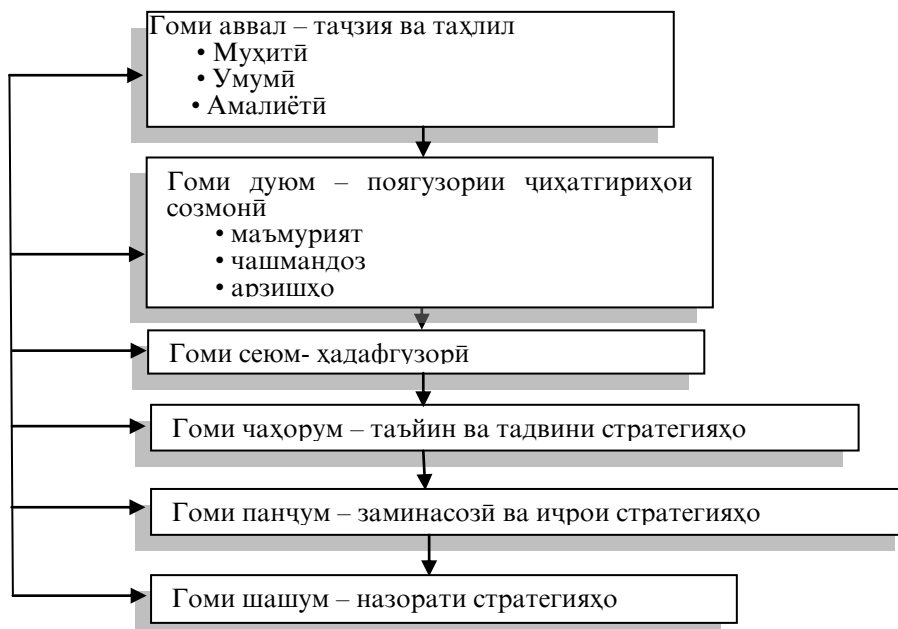 Гоми аввал – таҷзия ва таҳлил
• Муҳитӣ
• Умумӣ
• Амалиётӣ
Гоми дуюм – поягузории ҷиҳатгириҳои
созмонӣ
• маъмурият
• чашмандоз
• арзишҳо
Гоми сеюм- ҳадафгузорӣ
Гоми чаҳорум – таъйин ва тадвини стратегияҳо
Гоми панҷум – заминасозӣ ва иҷрои стратегияҳо
Гоми шашум – назорати стратегияҳо